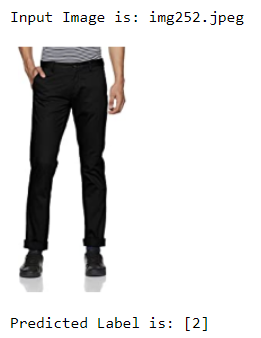 Input Image is: img252.jpeg
Predicted Label is: [2]